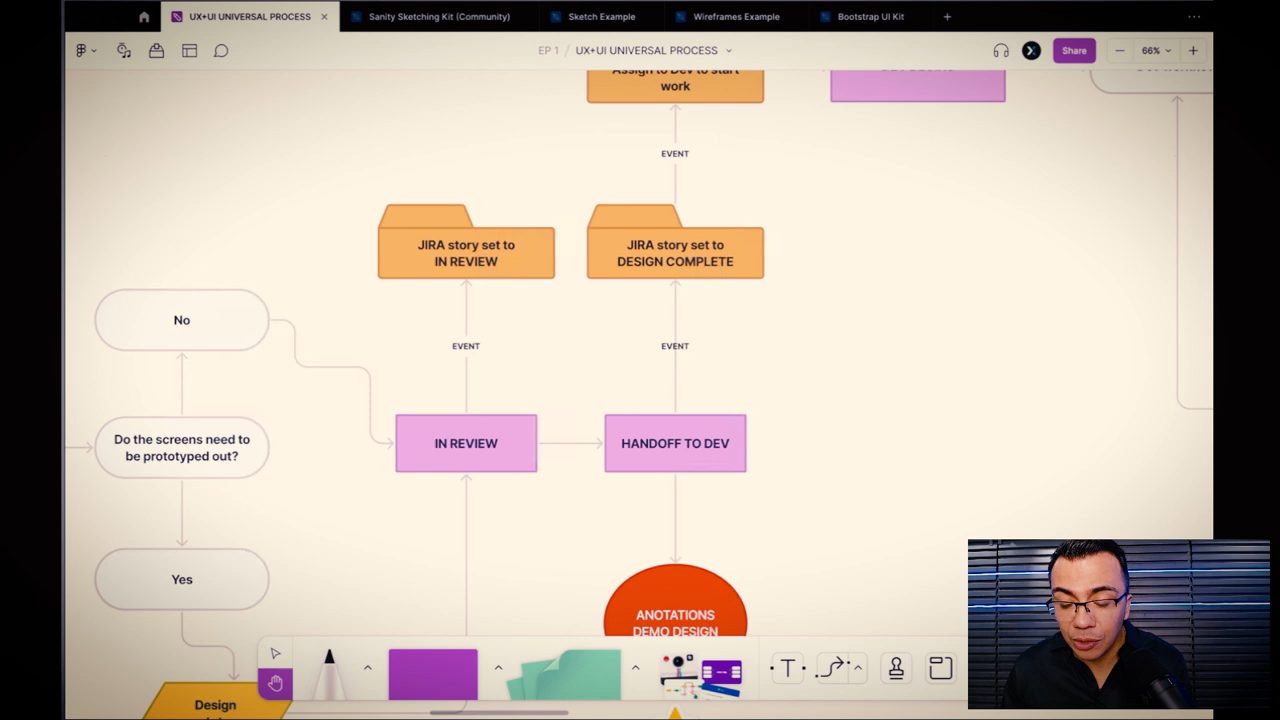 UX+UI UNIVERSAL PROCESS
Sanity Sketching Kit (Community)
Sketch Example
Wireframes Example
Bootstrap UI Kit
EP 1 / UX+UI UNIVERSAL PROCESS
Share
66%
Assign to Dev to start
work
EVENT
JIRA story set to
IN REVIEW
JIRA story set to
DESIGN COMPLETE
No
EVENT
EVENT
Do the screens need to
be prototyped out?
IN REVIEW
HANDOFF TO DEV
Yes
ANOTATIONS
DEMO DESIGN
Design
T